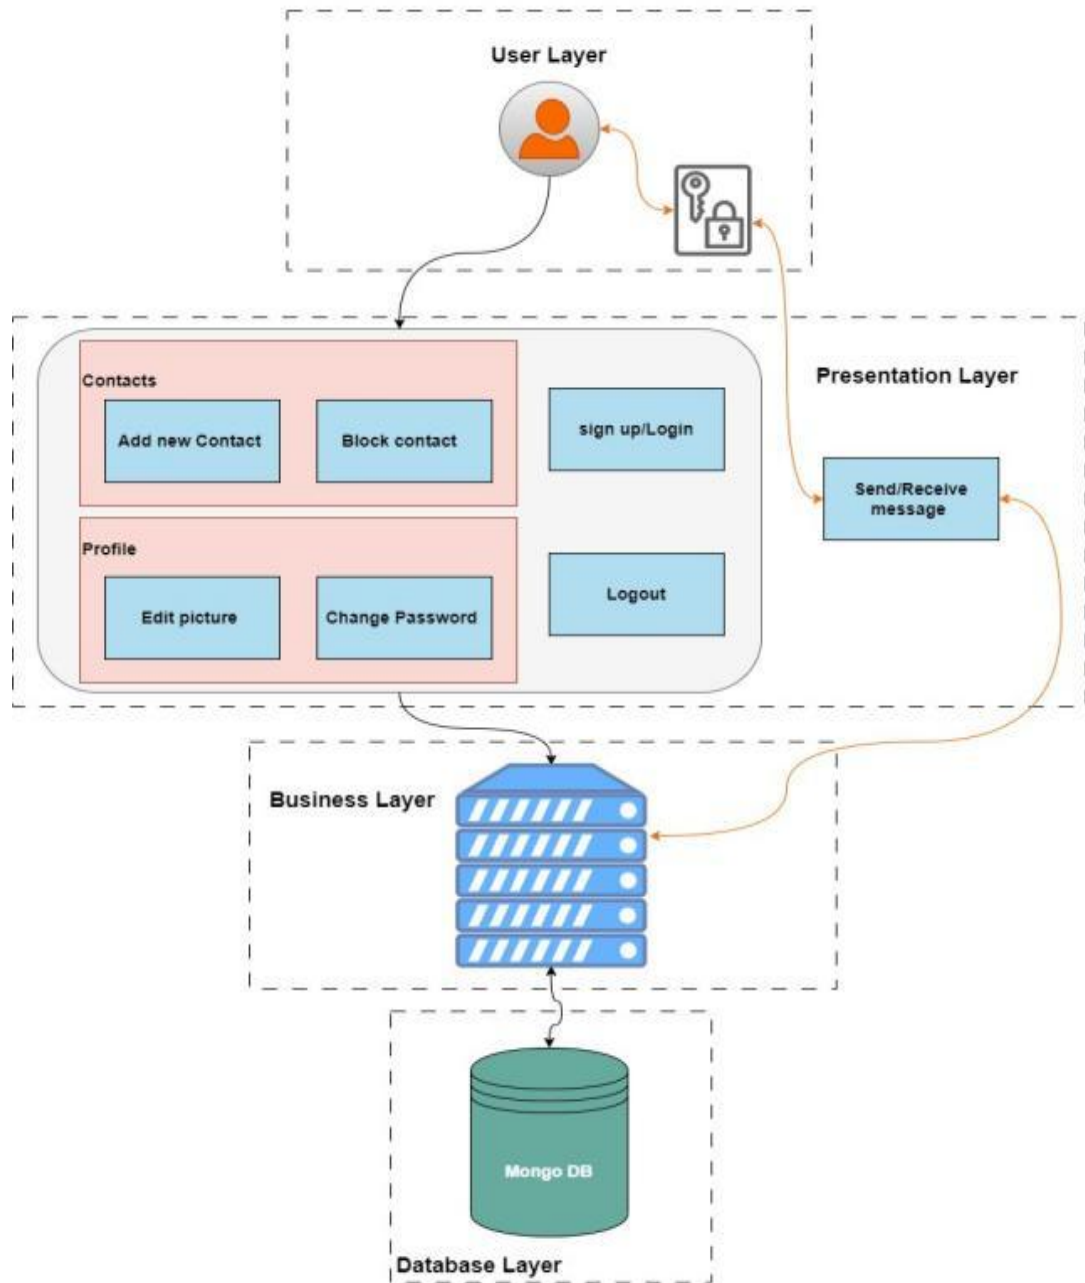 User Layer
Presentation Layer
Contacts
Add new Contact
Block contact
sign up/Login
Send/Receive
message
Profile
Edit picture
Change Password
Logout
Business Layer
Mongo DB
Database Layer